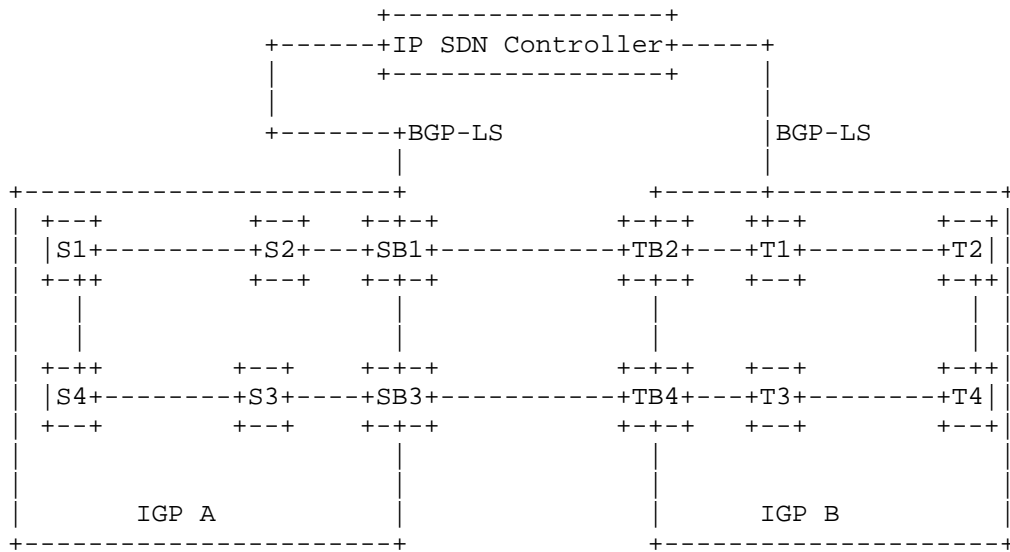 IP SDN Controller
BGP-LS BGP-LS
S1 S2 SB1 TB2 T1 T2
S4 S3 SB3 TB4 T3 T4
IGP A IGP B